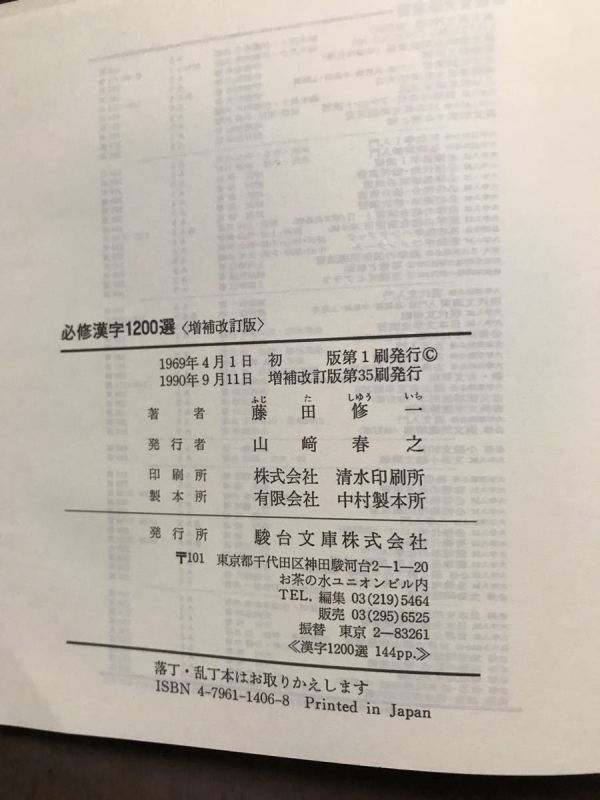 必修漢字1200選〈増補改訂版〉
1969年4月1日 初 版第1刷発行©
1990年9月11日 増補改訂版第35刷発行
ふじ た しゆう いち
著者 藤田修一
発行者 山﨑春之
印刷所 株式会社 清水印刷所
製本所 有限会社 中村製本所
発行所 駿台文庫株式会社
〒101 東京都千代田区神田駿河台2—1—20
お茶の水ユニオンビル内
TEL. 編集 03(219)5464
販売 03(295)6525
振替 東京 2—83261
≪漢字1200選 144pp.≫
落丁・乱丁本はお取りかえします
ISBN 4-7961-1406-8 Printed in Japan